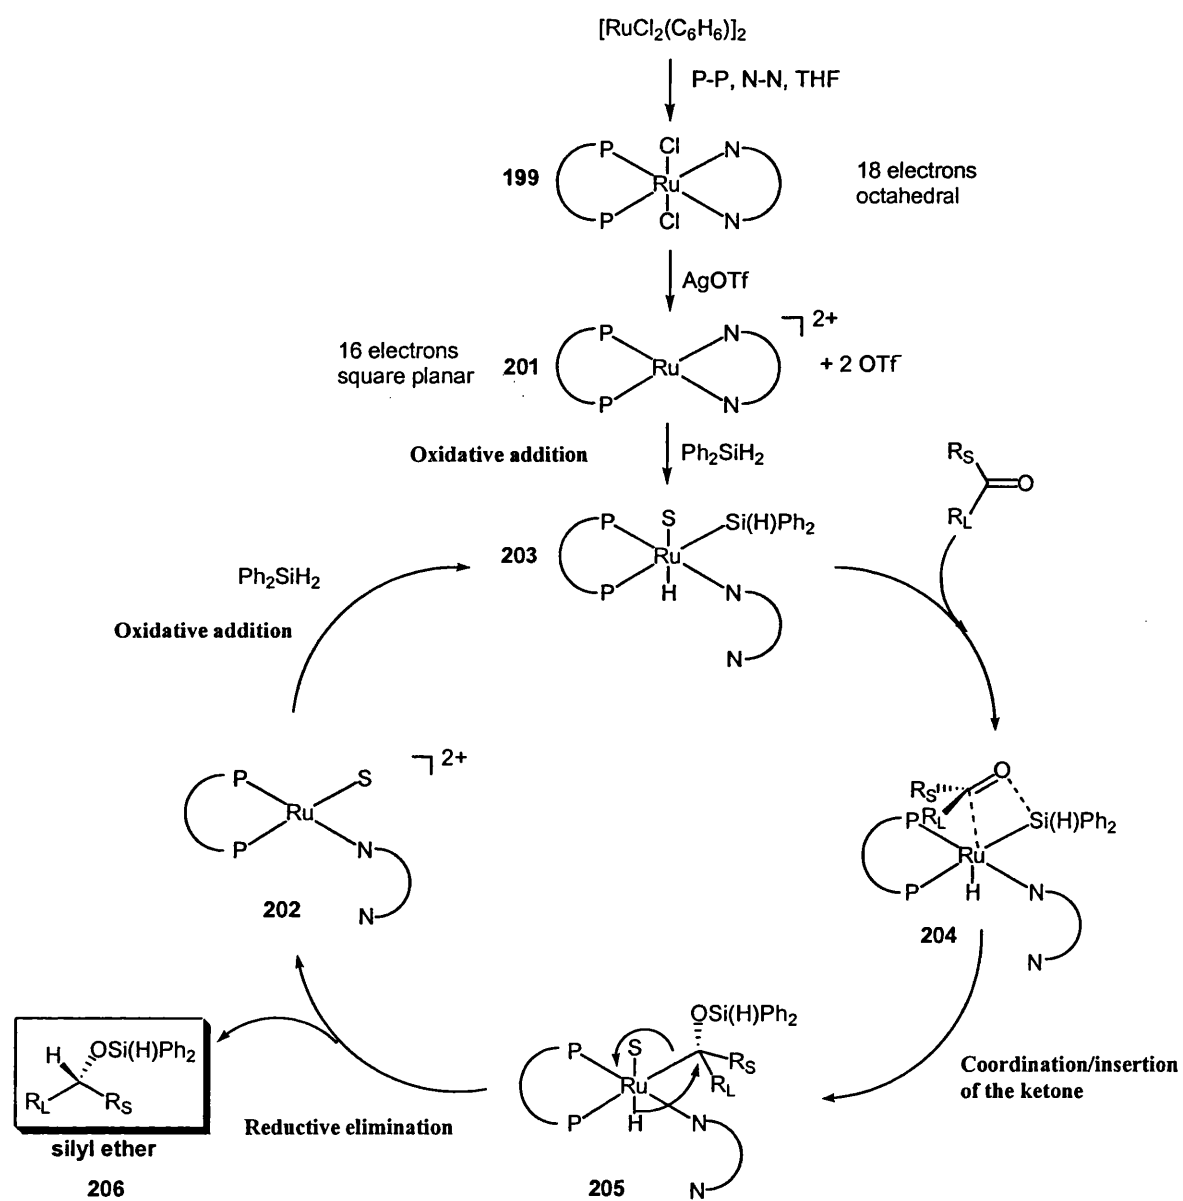 [RuCl2(C6H6)]2
P-P, N-N, THF
199
P
P
Cl
Ru
Cl
N
N
18 electrons
octahedral
AgOTf
16 electrons
square planar
201
P
P
Ru
N
N
2+
+ 2 OTf
Oxidative addition
Ph2SiH2
RS
O
RL
203
P
P
S
Ru
H
Si(H)Ph2
N
N
Ph2SiH2
Oxidative addition
P
P
Ru
S
N
N
2+
202
RS
O
RL
P
P
Ru
H
Si(H)Ph2
N
N
204
Coordination/insertion
of the ketone
P
P
S
Ru
H
OSi(H)Ph2
RS
RL
N
N
205
Reductive elimination
H
OSi(H)Ph2
RL
RS
silyl ether
206